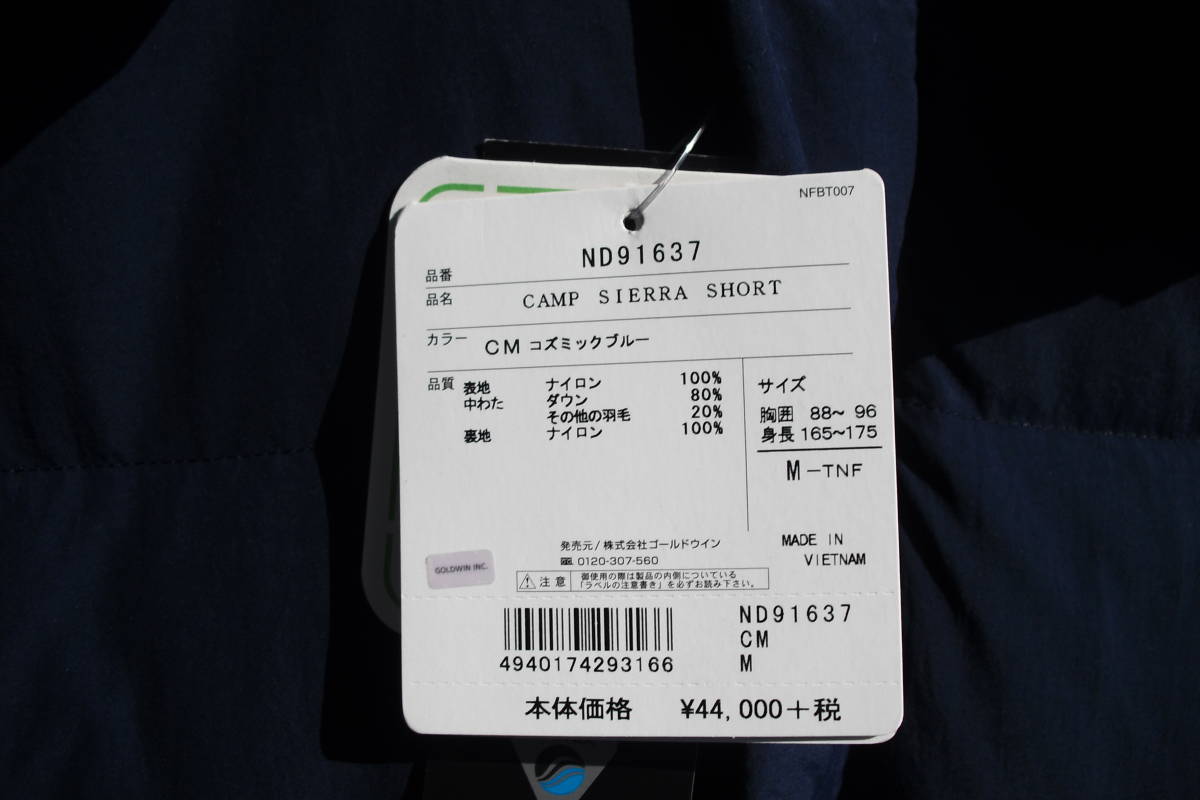 NFBT007
品番 ND91637
品名 CAMP SIERRA SHORT
カラー CM コズミックブルー
品質 表地 ナイロン 100%
中わた ダウン 80%
その他の羽毛 20%
裏地 ナイロン 100%
サイズ
胸囲 88~ 96
身長 165~175
M-TNF
MADE IN
VIETNAM
発売元/株式会社ゴールドウイン
0120-307-560
GOLDWIN INC.
注意 御使用の際は製品の内側についている
「ラベルの注意書き」を必ずお読み下さい。
4940174293166
ND91637
CM
M
本体価格 ¥44,000+税